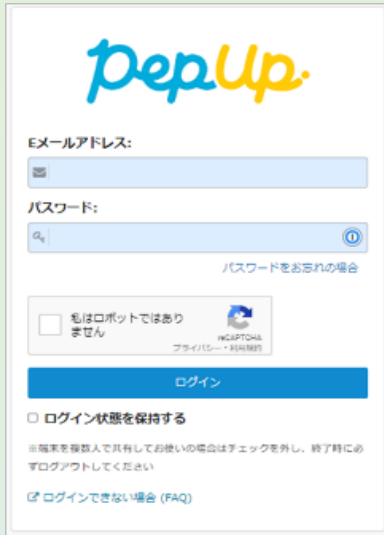 PepUp
Eメールアドレス:
パスワード:
パスワードをお忘れの場合
私はロボットではあり
ません
reCAPTCHA
プライバシー・利用規約
ログイン
ログイン状態を保持する
※端末を複数人で共有してお使いの場合はチェックを外し、終了時に必
ずログアウトしてください
ログインできない場合 (FAQ)